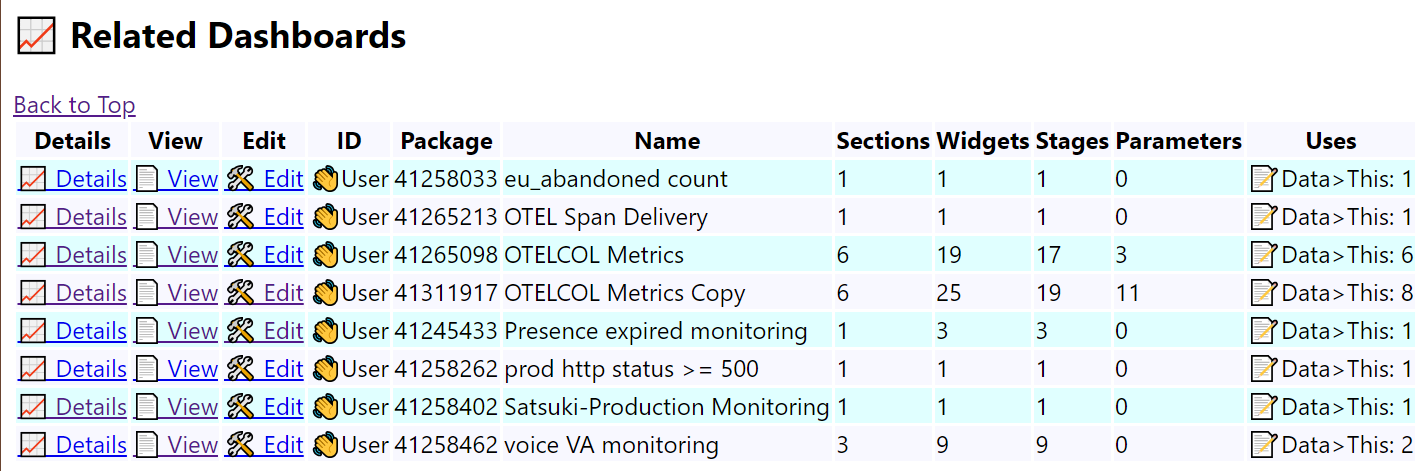 Related Dashboards
Back to Top
Details View Edit ID Package Name Sections Widgets Stages Parameters Uses
Details View Edit User 41258033 eu_abandoned count 1 1 1 0 Data>This: 1
Details View Edit User 41265213 OTEL Span Delivery 1 1 1 0 Data>This: 1
Details View Edit User 41265098 OTELCOL Metrics 6 19 17 3 Data>This: 6
Details View Edit User 41311917 OTELCOL Metrics Copy 6 25 19 11 Data>This: 8
Details View Edit User 41245433 Presence expired monitoring 1 3 3 0 Data>This: 1
Details View Edit User 41258262 prod http status >= 500 1 1 1 0 Data>This: 1
Details View Edit User 41258402 Satsuki-Production Monitoring 1 1 1 0 Data>This: 1
Details View Edit User 41258462 voice VA monitoring 3 9 9 0 Data>This: 2